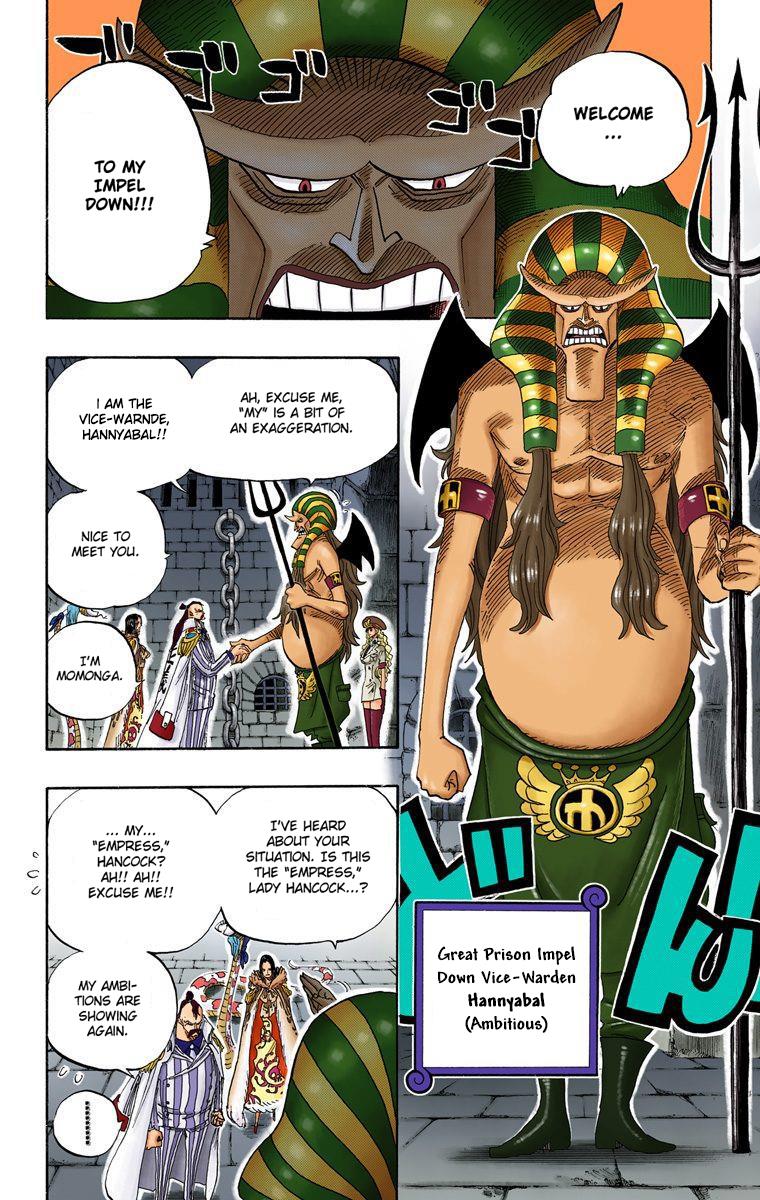 WELCOME
...
TO MY
IMPEL
DOWN!!!
ゴゴゴゴゴ
AH, EXCUSE ME,
"MY" IS A BIT OF
AN EXAGGERATION.
I AM THE
VICE-WARNDE,
HANNYABAL!!
NICE TO
MEET YOU.
I'M
MOMONGA.
どん
Great Prison Impel
Down Vice-Warden
Hannyabal
(Ambitious)
I'VE HEARD
ABOUT YOUR
SITUATION. IS THIS
THE "EMPRESS,"
LADY HANCOCK...?
... MY...
"EMPRESS,"
HANCOCK?
AH!! AH!!
EXCUSE ME!!
MY AMBI-
TIONS ARE
SHOWING
AGAIN.
.........